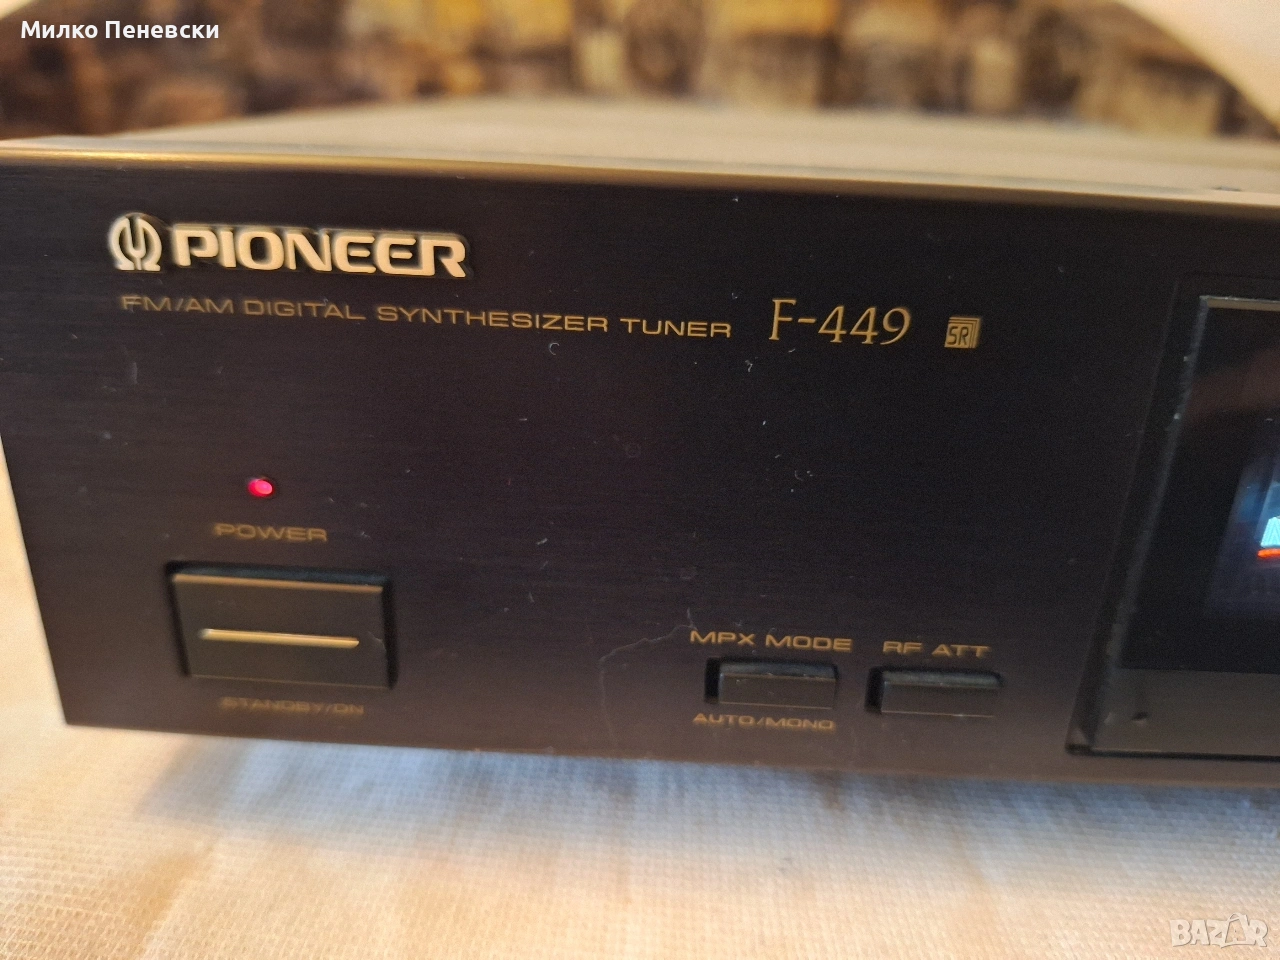 Милко Пеневски
PIONEER
FM/AM DIGITAL SYNTHESIZER TUNER F-449 SR
POWER
STANDBY/ON
MPX MODE
AUTO/MONO
RF ATT
BAZAR